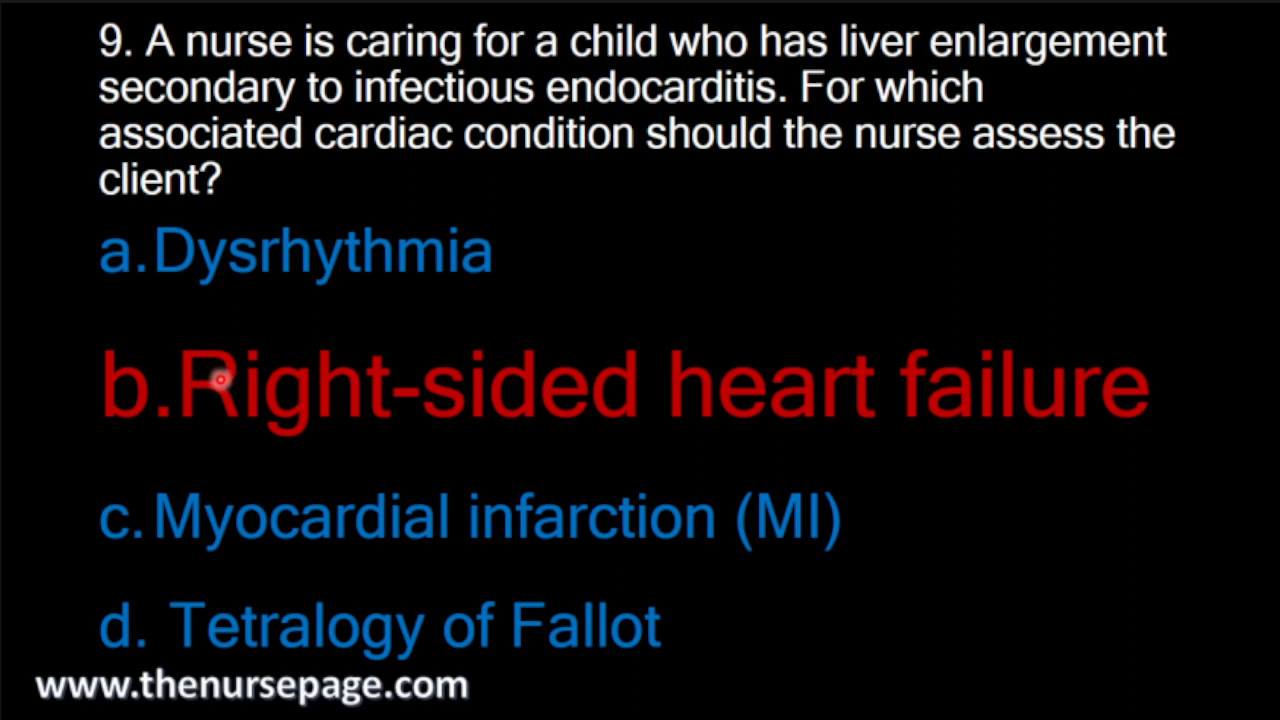 9. A nurse is caring for a child who has liver enlargement
secondary to infectious endocarditis. For which
associated cardiac condition should the nurse assess the
client?
a.Dysrhythmia
b.Right-sided heart failure
c.Myocardial infarction (MI)
d. Tetralogy of Fallot
www.thenursepage.com